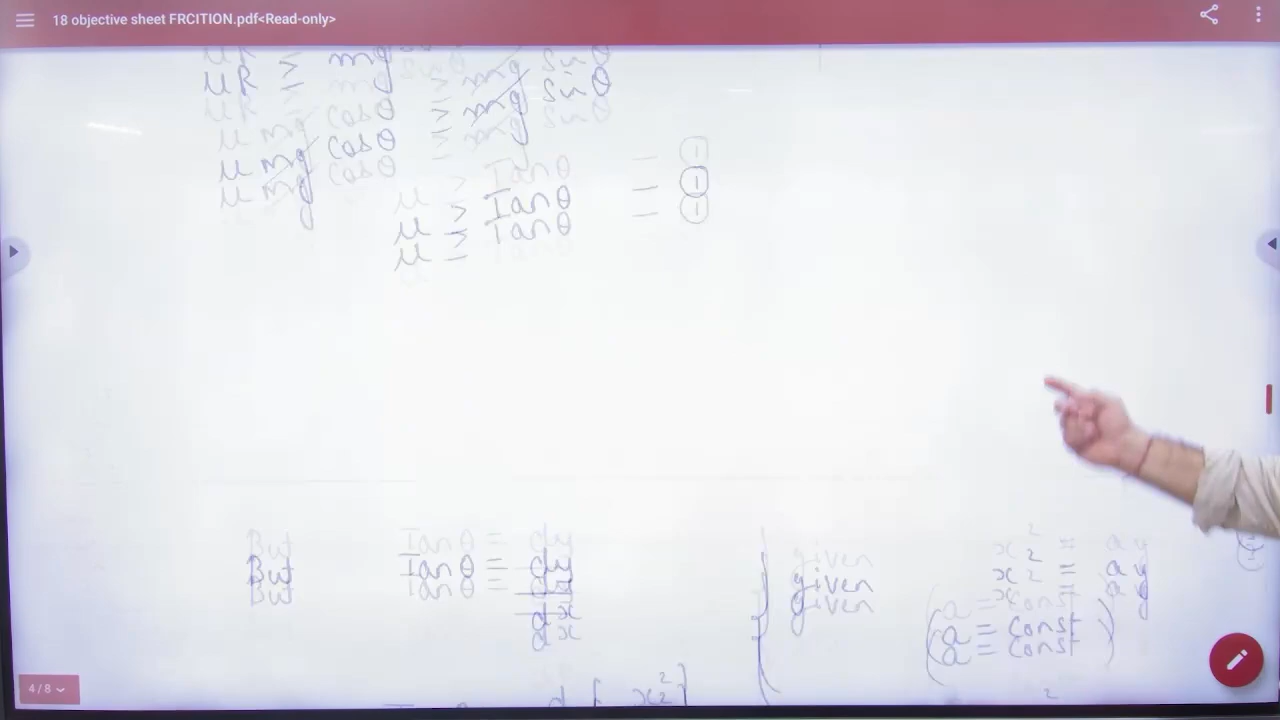 18 objective sheet FRCITION.pdf<Read-only>
μR ≥ mg sinθ
μ mg cosθ ≥ mg sinθ
μ ≥ Tanθ — ①
But Tanθ = dy/dx
given x² = ay
(a = Const)
4 / 8